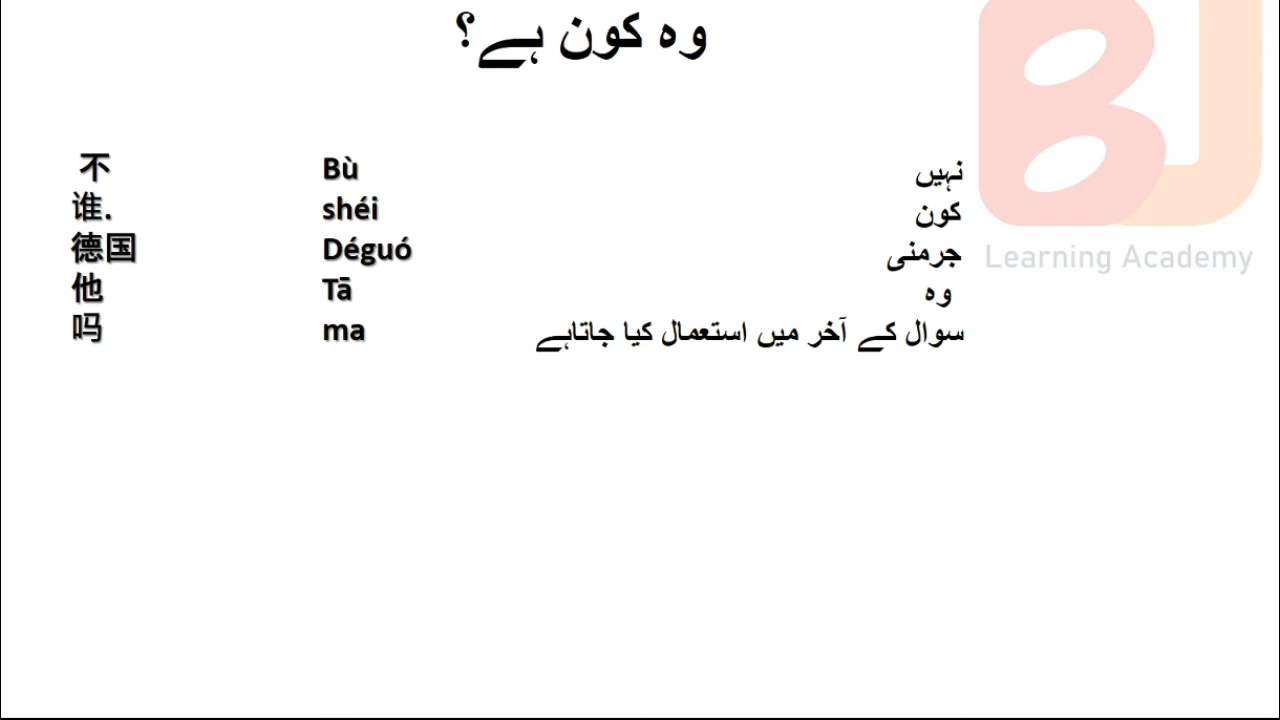 وہ کون ہے؟
不 Bù نہیں
谁. shéi کون
德国 Déguó جرمنی
他 Tā وہ
吗 ma سوال کے آخر میں استعمال کیا جاتاہے
BJ
Learning Academy